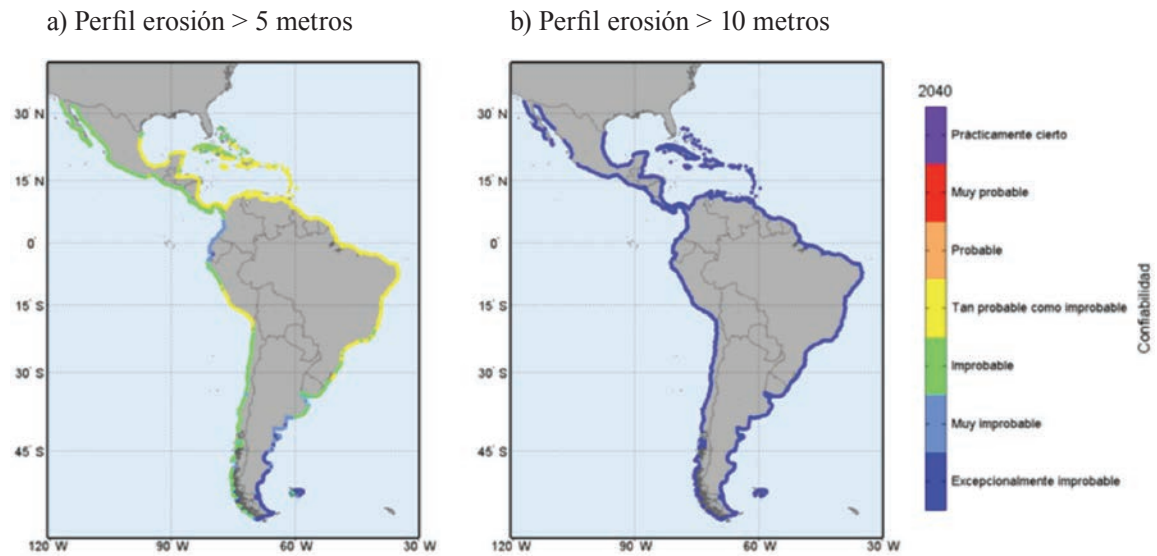 a) Perfil erosión > 5 metros
b) Perfil erosión > 10 metros
2040
30° N
15° N
0°
15° S
30° S
45° S
120 W
90 W
60 W
30 W
30° N
15° N
0°
15° S
30° S
45° S
120 W
90 W
60 W
30 W
Prácticamente cierto
Muy probable
Probable
Tan probable como improbable
Improbable
Muy improbable
Excepcionalmente improbable
Confiabilidad